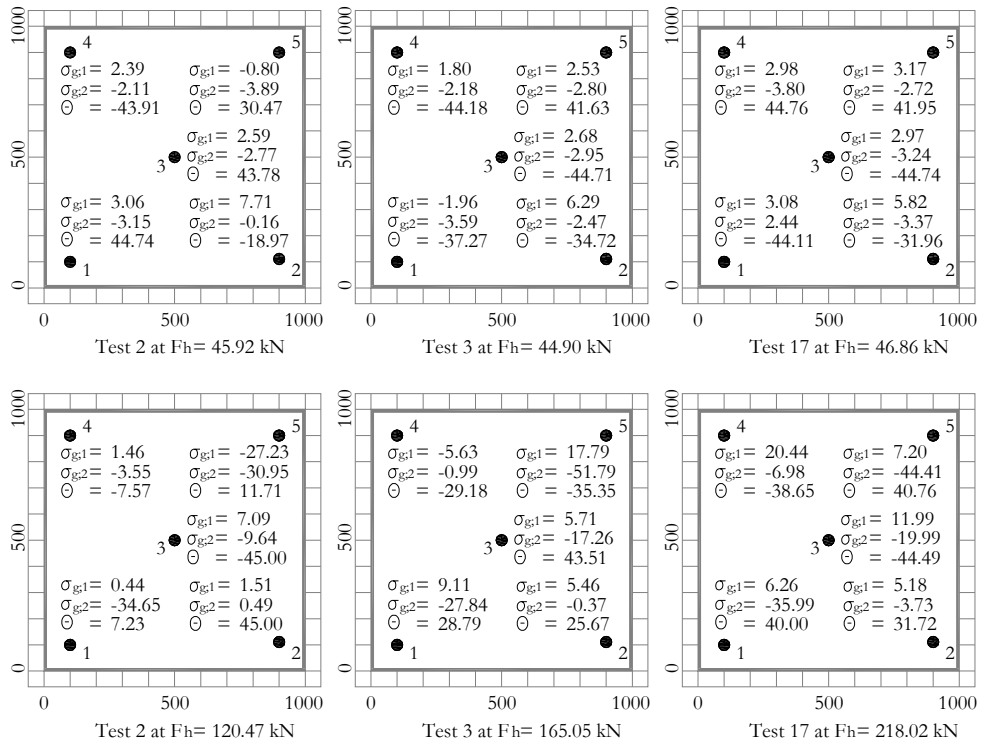 1000
500
0
4
5
σg;1= 2.39
σg;2= -2.11
Θ = -43.91
σg;1= -0.80
σg;2= -3.89
Θ = 30.47
3
σg;1= 2.59
σg;2= -2.77
Θ = 43.78
σg;1= 3.06
σg;2= -3.15
Θ = 44.74
σg;1= 7.71
σg;2= -0.16
Θ = -18.97
1
2
0 500 1000
Test 2 at Fh= 45.92 kN
1000
500
0
4
5
σg;1= 1.80
σg;2= -2.18
Θ = -44.18
σg;1= 2.53
σg;2= -2.80
Θ = 41.63
3
σg;1= 2.68
σg;2= -2.95
Θ = -44.71
σg;1= -1.96
σg;2= -3.59
Θ = -37.27
σg;1= 6.29
σg;2= -2.47
Θ = -34.72
1
2
0 500 1000
Test 3 at Fh= 44.90 kN
1000
500
0
4
5
σg;1= 2.98
σg;2= -3.80
Θ = 44.76
σg;1= 3.17
σg;2= -2.72
Θ = 41.95
3
σg;1= 2.97
σg;2= -3.24
Θ = -44.74
σg;1= 3.08
σg;2= 2.44
Θ = -44.11
σg;1= 5.82
σg;2= -3.37
Θ = -31.96
1
2
0 500 1000
Test 17 at Fh= 46.86 kN
1000
500
0
4
5
σg;1= 1.46
σg;2= -3.55
Θ = -7.57
σg;1= -27.23
σg;2= -30.95
Θ = 11.71
3
σg;1= 7.09
σg;2= -9.64
Θ = -45.00
σg;1= 0.44
σg;2= -34.65
Θ = 7.23
σg;1= 1.51
σg;2= 0.49
Θ = 45.00
1
2
0 500 1000
Test 2 at Fh= 120.47 kN
1000
500
0
4
5
σg;1= -5.63
σg;2= -0.99
Θ = -29.18
σg;1= 17.79
σg;2= -51.79
Θ = -35.35
3
σg;1= 5.71
σg;2= -17.26
Θ = 43.51
σg;1= 9.11
σg;2= -27.84
Θ = 28.79
σg;1= 5.46
σg;2= -0.37
Θ = 25.67
1
2
0 500 1000
Test 3 at Fh= 165.05 kN
1000
500
0
4
5
σg;1= 20.44
σg;2= -6.98
Θ = -38.65
σg;1= 7.20
σg;2= -44.41
Θ = 40.76
3
σg;1= 11.99
σg;2= -19.99
Θ = -44.49
σg;1= 6.26
σg;2= -35.99
Θ = 40.00
σg;1= 5.18
σg;2= -3.73
Θ = 31.72
1
2
0 500 1000
Test 17 at Fh= 218.02 kN